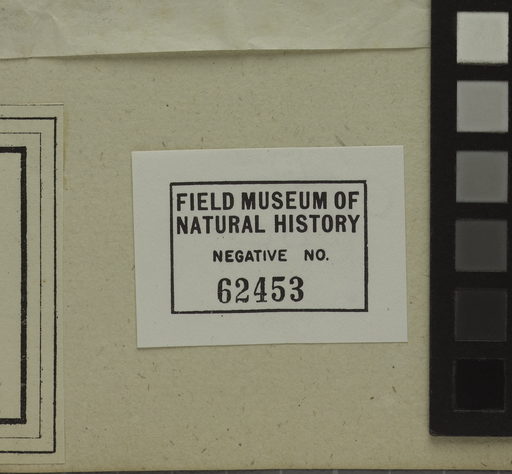 FIELD MUSEUM OF
NATURAL HISTORY
NEGATIVE NO.
62453